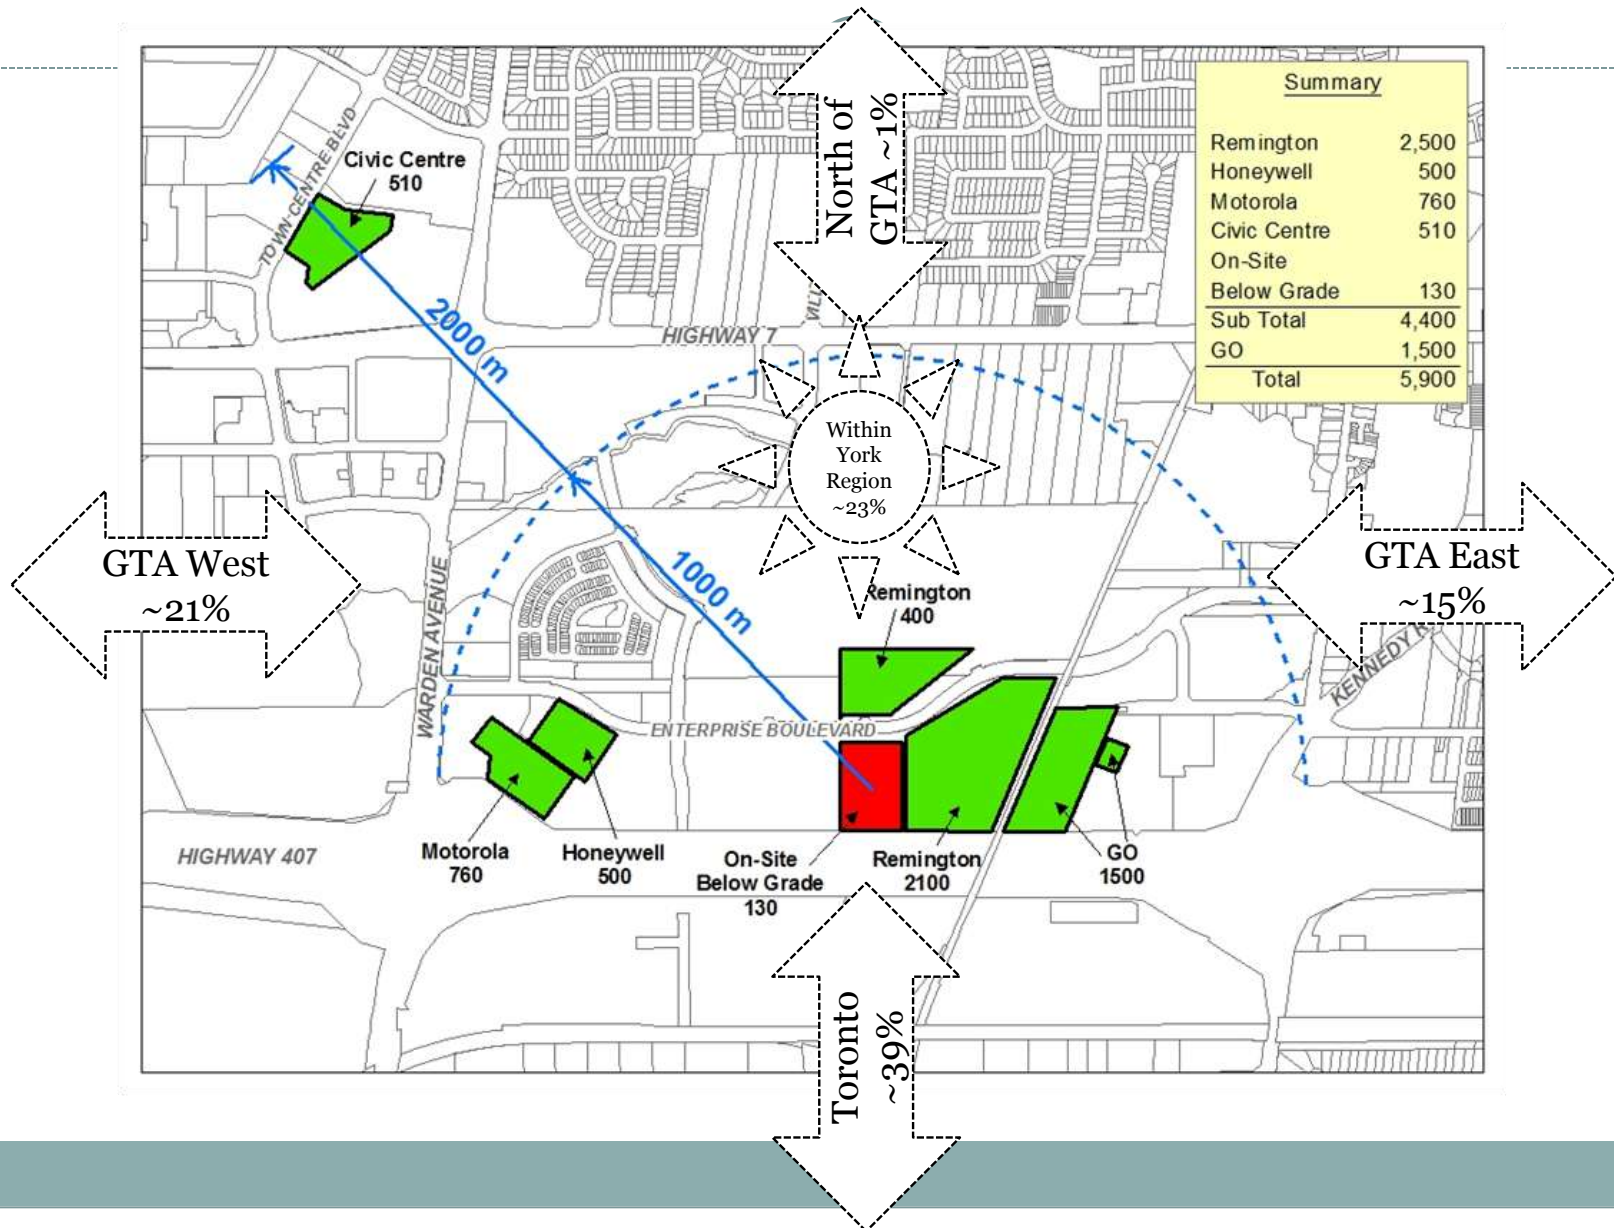 North of
GTA ~1%
Summary
Remington 2,500
Honeywell 500
Motorola 760
Civic Centre 510
On-Site
Below Grade 130
Sub Total 4,400
GO 1,500
Total 5,900
TOWN CENTRE BLVD
Civic Centre
510
2000 m
HIGHWAY 7
Within
York
Region
~23%
GTA West
~21%
GTA East
~15%
WARDEN AVENUE
1000 m
Remington
400
KENNEDY R
ENTERPRISE BOULEVARD
HIGHWAY 407
Motorola
760
Honeywell
500
On-Site
Below Grade
130
Remington
2100
GO
1500
Toronto
~39%